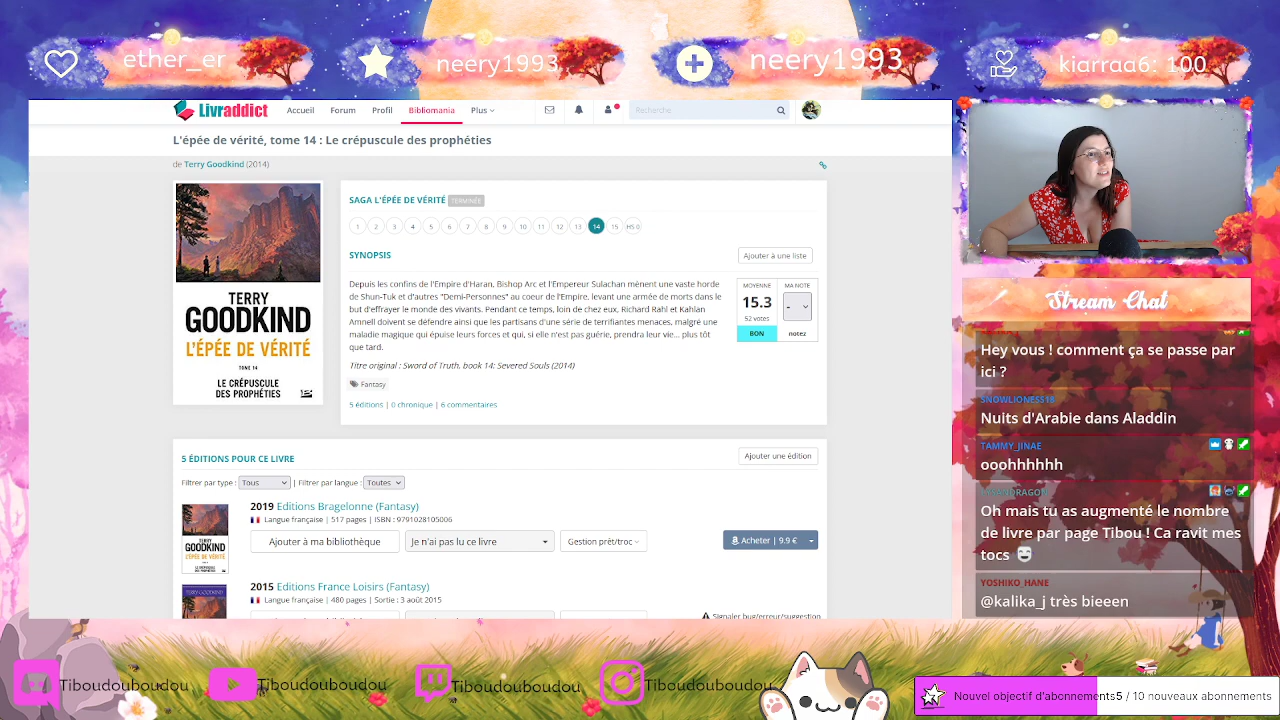 ether_er
neery1993
neery1993
kiarraa6: 100
Livraddict
Accueil
Forum
Profil
Bibliomania
Plus
Recherche
L'épée de vérité, tome 14 : Le crépuscule des prophéties
de Terry Goodkind (2014)
TERRY
GOODKIND
L'ÉPÉE DE VÉRITÉ
TOME 14
LE CRÉPUSCULE
DES PROPHÉTIES
SAGA L'ÉPÉE DE VÉRITÉ TERMINÉE
1 2 3 4 5 6 7 8 9 10 11 12 13 14 15 HS 0
SYNOPSIS
Ajouter à une liste
Depuis les confins de l'Empire d'Haran, Bishop Arc et l'Empereur Sulachan mènent une vaste horde
de Shun-Tuk et d'autres "Demi-Personnes" au coeur de l'Empire, levant une armée de morts dans le
but d'effrayer le monde des vivants. Pendant ce temps, loin de chez eux, Richard Rahl et Kahlan
Amnell doivent se défendre ainsi que les partisans d'une série de terrifiantes menaces, malgré une
maladie magique qui épuise leurs forces et qui, si elle n'est pas guérie, prendra leur vie... plus tôt
que tard.
MOYENNE
15.3
52 votes
BON
MA NOTE
-
notez
Titre original : Sword of Truth, book 14: Severed Souls (2014)
Fantasy
5 éditions | 0 chronique | 6 commentaires
5 ÉDITIONS POUR CE LIVRE
Ajouter une édition
Filtrer par type : Tous | Filtrer par langue : Toutes
2019 Editions Bragelonne (Fantasy)
Langue française | 517 pages | ISBN : 9791028105006
Ajouter à ma bibliothèque
Je n'ai pas lu ce livre
Gestion prêt/troc
Acheter | 9.9 €
TERRY
GOODKIND
L'ÉPÉE DE VÉRITÉ
2015 Editions France Loisirs (Fantasy)
Langue française | 480 pages | Sortie : 3 août 2015
TERRY GOODKIND
Signaler bug/erreur/suggestion
Stream Chat
Hey vous ! comment ça se passe par
ici ?
SNOWLIONESS13
Nuits d'Arabie dans Aladdin
TAMMY_JINAE
ooohhhhhh
Oh mais tu as augmenté le nombre
de livre par page Tibou ! Ca ravit mes
tocs
YOSHIKO_HANE
@kalika_j très bieeen
Tiboudouboudou
Tiboudouboudou
Tiboudouboudou
Tiboudouboudou
Nouvel objectif d'abonnements 5 / 10 nouveaux abonnements